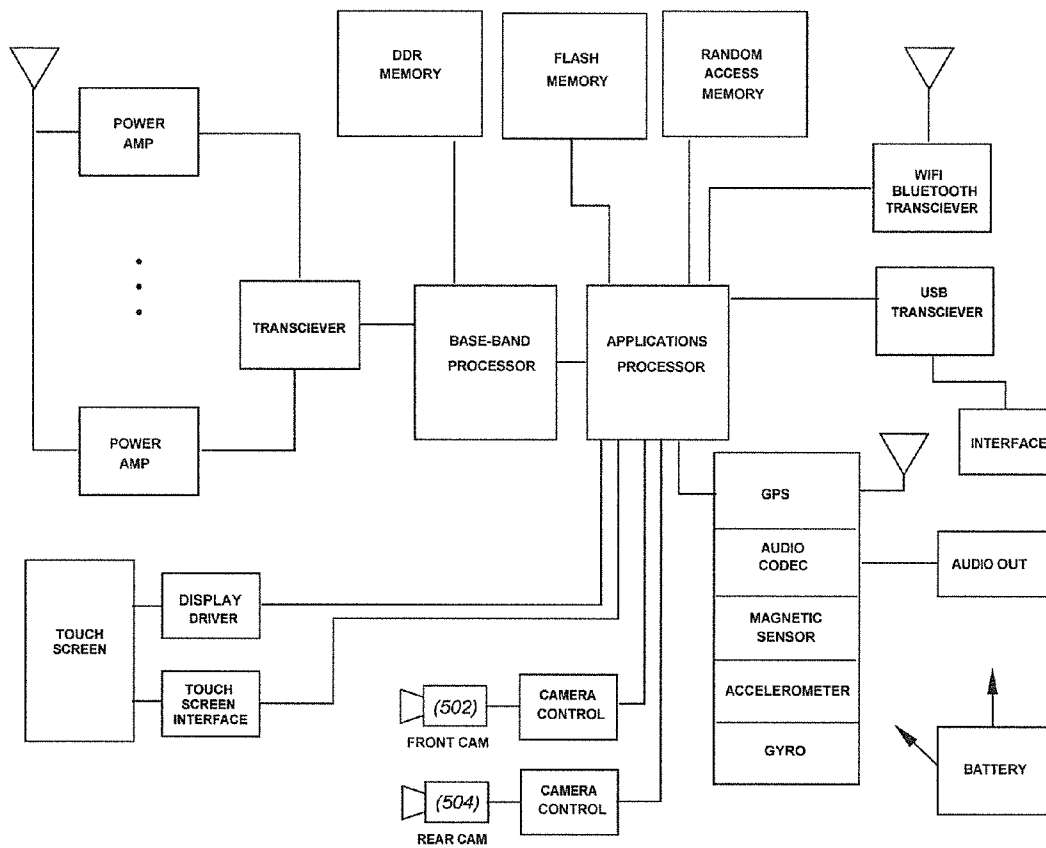 DDR
MEMORY
FLASH
MEMORY
RANDOM
ACCESS
MEMORY
POWER
AMP
WIFI
BLUETOOTH
TRANSCIEVER
TRANSCIEVER
BASE-BAND
PROCESSOR
APPLICATIONS
PROCESSOR
USB
TRANSCIEVER
POWER
AMP
INTERFACE
GPS
AUDIO
CODEC
AUDIO OUT
MAGNETIC
SENSOR
ACCELEROMETER
GYRO
TOUCH
SCREEN
DISPLAY
DRIVER
TOUCH
SCREEN
INTERFACE
(502)
FRONT CAM
CAMERA
CONTROL
(504)
REAR CAM
CAMERA
CONTROL
BATTERY